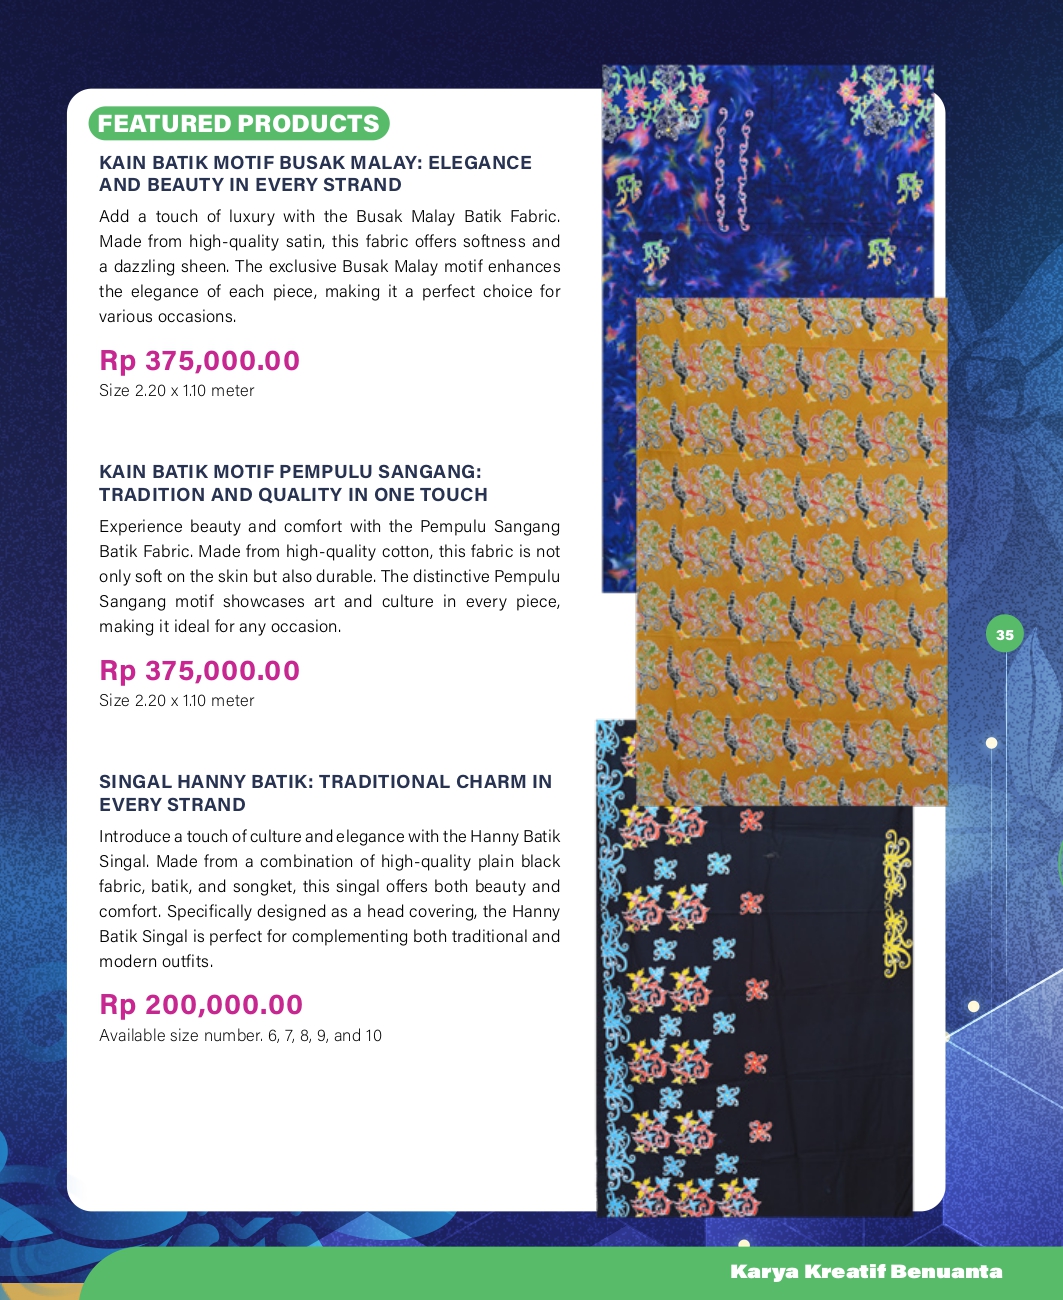 FEATURED PRODUCTS
KAIN BATIK MOTIF BUSAK MALAY: ELEGANCE
AND BEAUTY IN EVERY STRAND
Add a touch of luxury with the Busak Malay Batik Fabric.
Made from high-quality satin, this fabric offers softness and
a dazzling sheen. The exclusive Busak Malay motif enhances
the elegance of each piece, making it a perfect choice for
various occasions.
Rp 375,000.00
Size 2.20 x 1.10 meter
KAIN BATIK MOTIF PEMPULU SANGANG:
TRADITION AND QUALITY IN ONE TOUCH
Experience beauty and comfort with the Pempulu Sangang
Batik Fabric. Made from high-quality cotton, this fabric is not
only soft on the skin but also durable. The distinctive Pempulu
Sangang motif showcases art and culture in every piece,
making it ideal for any occasion.
Rp 375,000.00
Size 2.20 x 1.10 meter
SINGAL HANNY BATIK: TRADITIONAL CHARM IN
EVERY STRAND
Introduce a touch of culture and elegance with the Hanny Batik
Singal. Made from a combination of high-quality plain black
fabric, batik, and songket, this singal offers both beauty and
comfort. Specifically designed as a head covering, the Hanny
Batik Singal is perfect for complementing both traditional and
modern outfits.
Rp 200,000.00
Available size number. 6, 7, 8, 9, and 10
35
Karya Kreatif Benuanta